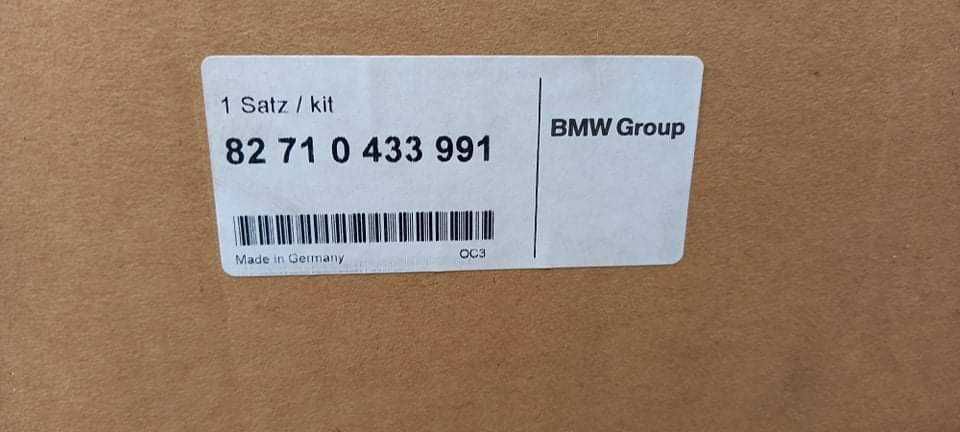 1 Satz / kit
82 71 0 433 991
BMW Group
Made in Germany
OC3